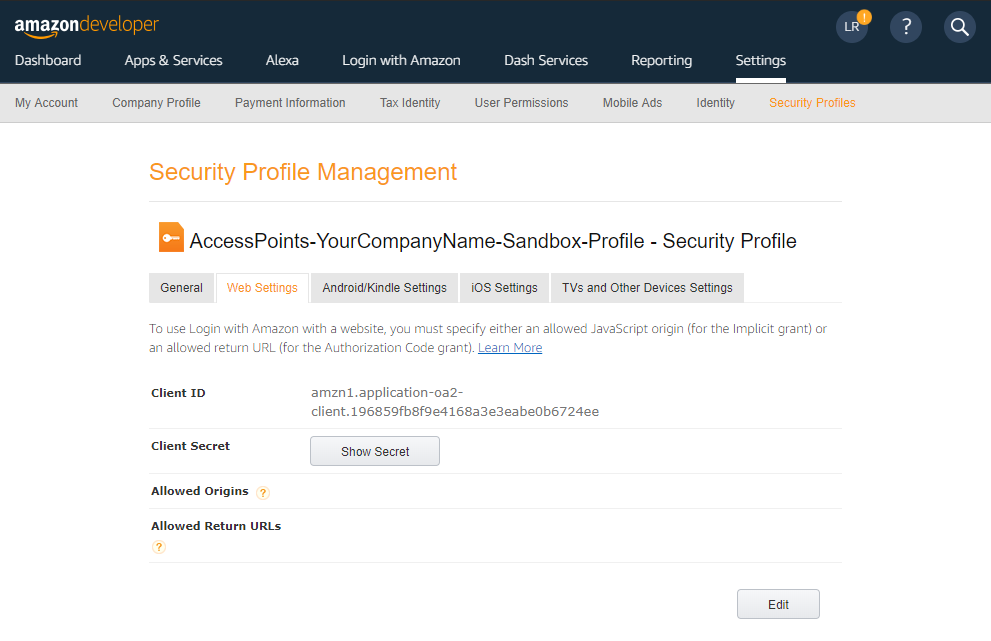 amazondeveloper
LR !
?
Dashboard Apps & Services Alexa Login with Amazon Dash Services Reporting Settings
My Account Company Profile Payment Information Tax Identity User Permissions Mobile Ads Identity Security Profiles
Security Profile Management
AccessPoints-YourCompanyName-Sandbox-Profile - Security Profile
General Web Settings Android/Kindle Settings iOS Settings TVs and Other Devices Settings
To use Login with Amazon with a website, you must specify either an allowed JavaScript origin (for the Implicit grant) or
an allowed return URL (for the Authorization Code grant). Learn More
Client ID amzn1.application-oa2-
client.196859fb8f9e4168a3e3eabe0b6724ee
Client Secret Show Secret
Allowed Origins ?
Allowed Return URLs
?
Edit